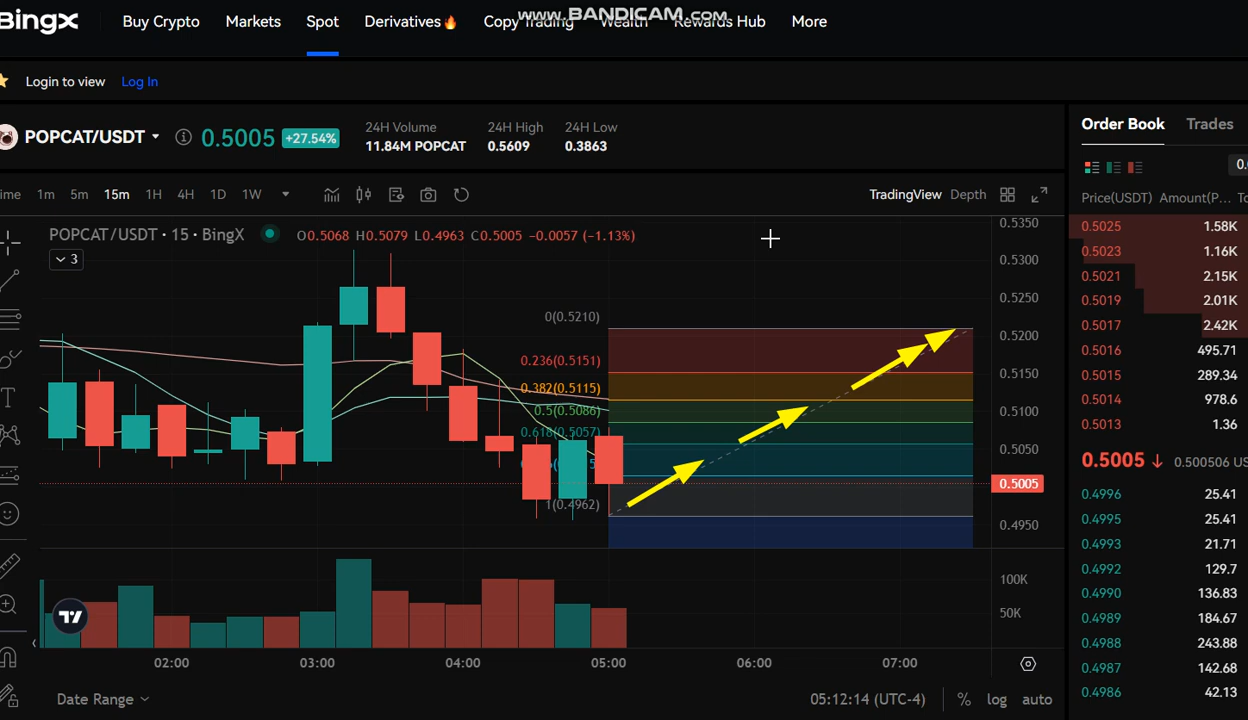 www.BANDICAM.com
BingX Buy Crypto Markets Spot Derivatives🔥 Copy Trading Wealth Rewards Hub More
Login to view Log In
POPCAT/USDT 0.5005 +27.54%
24H Volume 24H High 24H Low
11.84M POPCAT 0.5609 0.3863
1m 5m 15m 1H 4H 1D 1W
TradingView Depth
POPCAT/USDT · 15 · BingX O0.5068 H0.5079 L0.4963 C0.5005 -0.0057 (-1.13%)
3
0(0.5210)
0.236(0.5151)
0.382(0.5115)
0.5(0.5086)
0.618(0.5057)
1(0.4962)
0.5350
0.5300
0.5250
0.5200
0.5150
0.5100
0.5050
0.5005
0.4950
100K
50K
02:00 03:00 04:00 05:00 06:00 07:00
Date Range 05:12:14 (UTC-4) % log auto
Order Book Trades
Price(USDT) Amount(P...
0.5025 1.58K
0.5023 1.16K
0.5021 2.15K
0.5019 2.01K
0.5017 2.42K
0.5016 495.71
0.5015 289.34
0.5014 978.6
0.5013 1.36
0.5005 ↓ 0.500506 US
0.4996 25.41
0.4995 25.41
0.4993 21.71
0.4992 129.7
0.4990 136.83
0.4989 184.67
0.4988 243.88
0.4987 142.68
0.4986 42.13